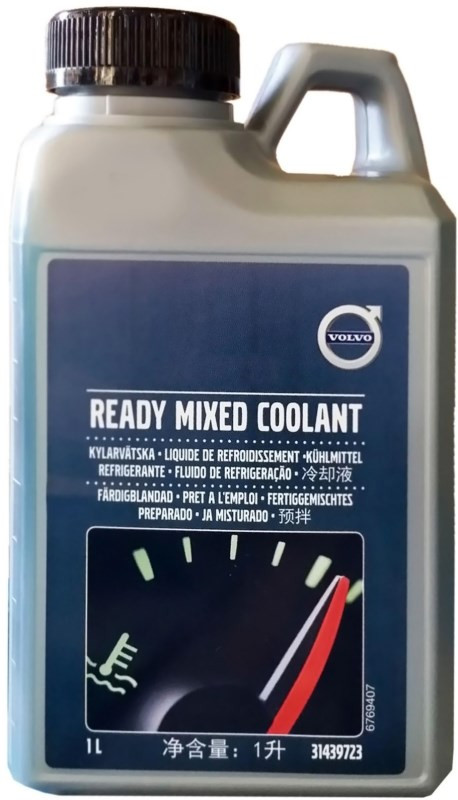 VOLVO
READY MIXED COOLANT
KYLARVÄTSKA • LIQUIDE DE REFROIDISSEMENT •KÜHLMITTEL
REFRIGERANTE • FLUIDO DE REFRIGERAÇÃO • 冷却液
FÄRDIGBLANDAD • PRET A L'EMPLOI • FERTIGGEMISCHTES
PREPARADO • JA MISTURADO • 预拌
6769407
1 L 净含量：1升 31439723